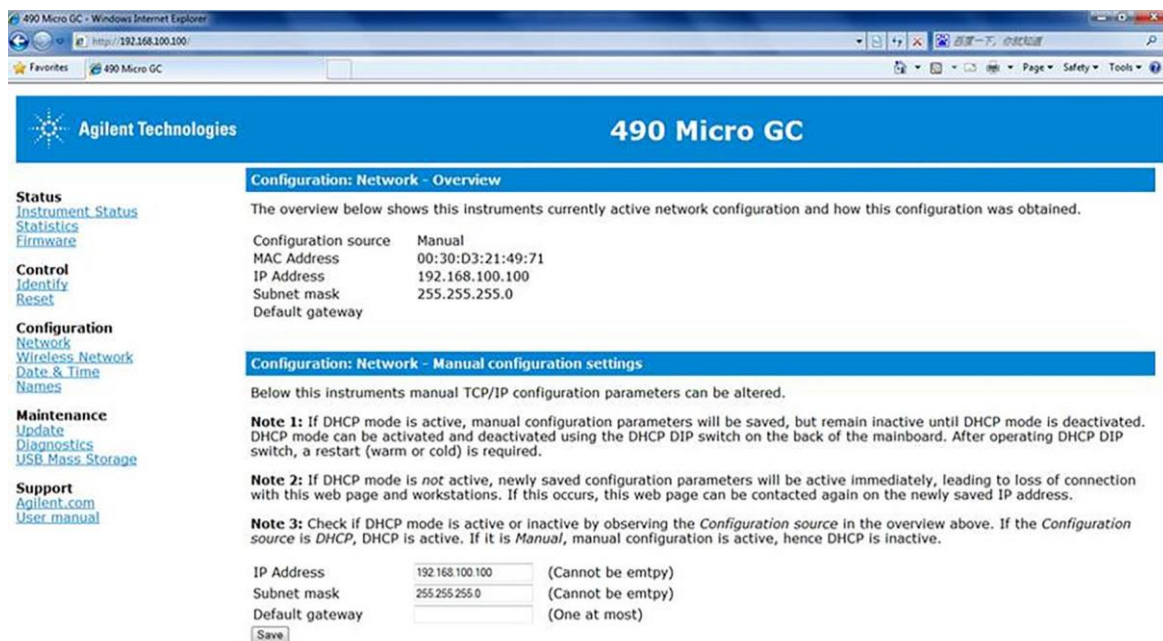 490 Micro GC - Windows Internet Explorer
http://192.168.100.100/
百度一下，你就知道
Favorites
490 Micro GC
Page
Safety
Tools
Agilent Technologies
490 Micro GC
Status
Instrument Status
Statistics
Firmware
Control
Identify
Reset
Configuration
Network
Wireless Network
Date & Time
Names
Maintenance
Update
Diagnostics
USB Mass Storage
Support
Agilent.com
User manual
Configuration: Network - Overview
The overview below shows this instruments currently active network configuration and how this configuration was obtained.
Configuration source Manual
MAC Address 00:30:D3:21:49:71
IP Address 192.168.100.100
Subnet mask 255.255.255.0
Default gateway
Configuration: Network - Manual configuration settings
Below this instruments manual TCP/IP configuration parameters can be altered.
Note 1: If DHCP mode is active, manual configuration parameters will be saved, but remain inactive until DHCP mode is deactivated.
DHCP mode can be activated and deactivated using the DHCP DIP switch on the back of the mainboard. After operating DHCP DIP
switch, a restart (warm or cold) is required.
Note 2: If DHCP mode is not active, newly saved configuration parameters will be active immediately, leading to loss of connection
with this web page and workstations. If this occurs, this web page can be contacted again on the newly saved IP address.
Note 3: Check if DHCP mode is active or inactive by observing the Configuration source in the overview above. If the Configuration
source is DHCP, DHCP is active. If it is Manual, manual configuration is active, hence DHCP is inactive.
IP Address 192.168.100.100 (Cannot be emtpy)
Subnet mask 255.255.255.0 (Cannot be emtpy)
Default gateway (One at most)
Save